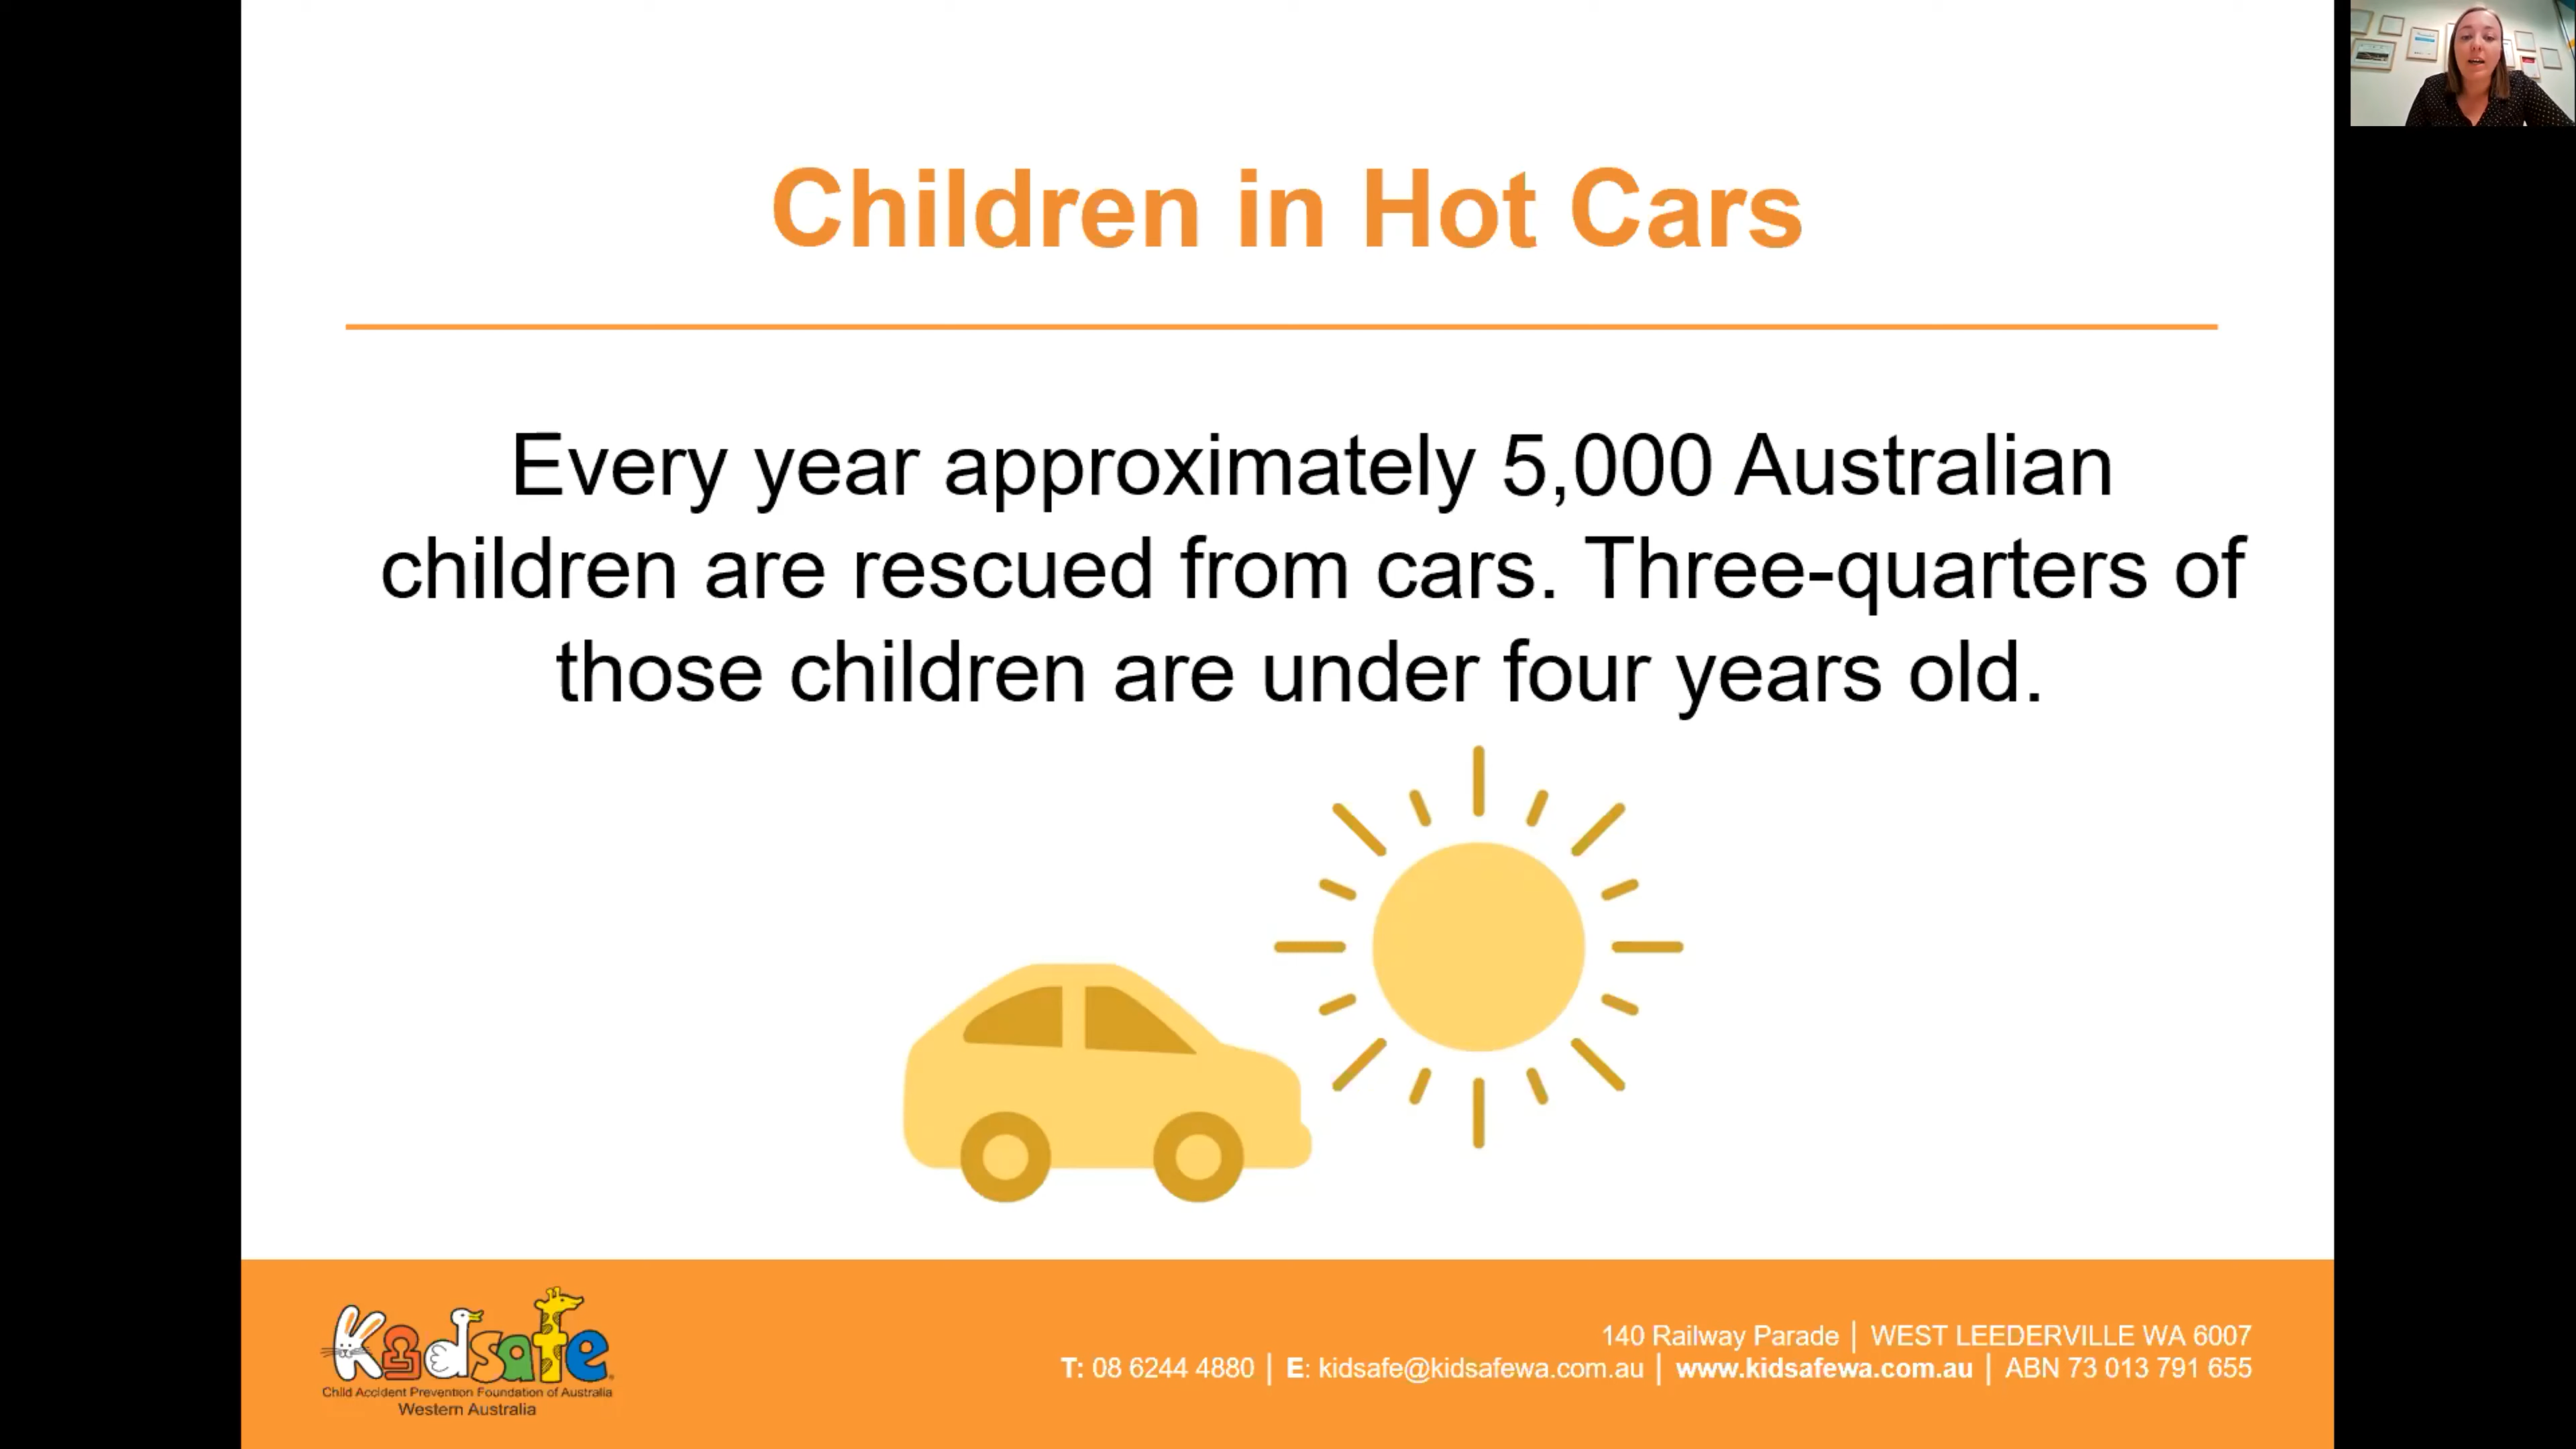 Children in Hot Cars
Every year approximately 5,000 Australian
children are rescued from cars. Three-quarters of
those children are under four years old.
Kidsafe
Child Accident Prevention Foundation of Australia
Western Australia
140 Railway Parade | WEST LEEDERVILLE WA 6007
T: 08 6244 4880 | E: kidsafe@kidsafewa.com.au | www.kidsafewa.com.au | ABN 73 013 791 655